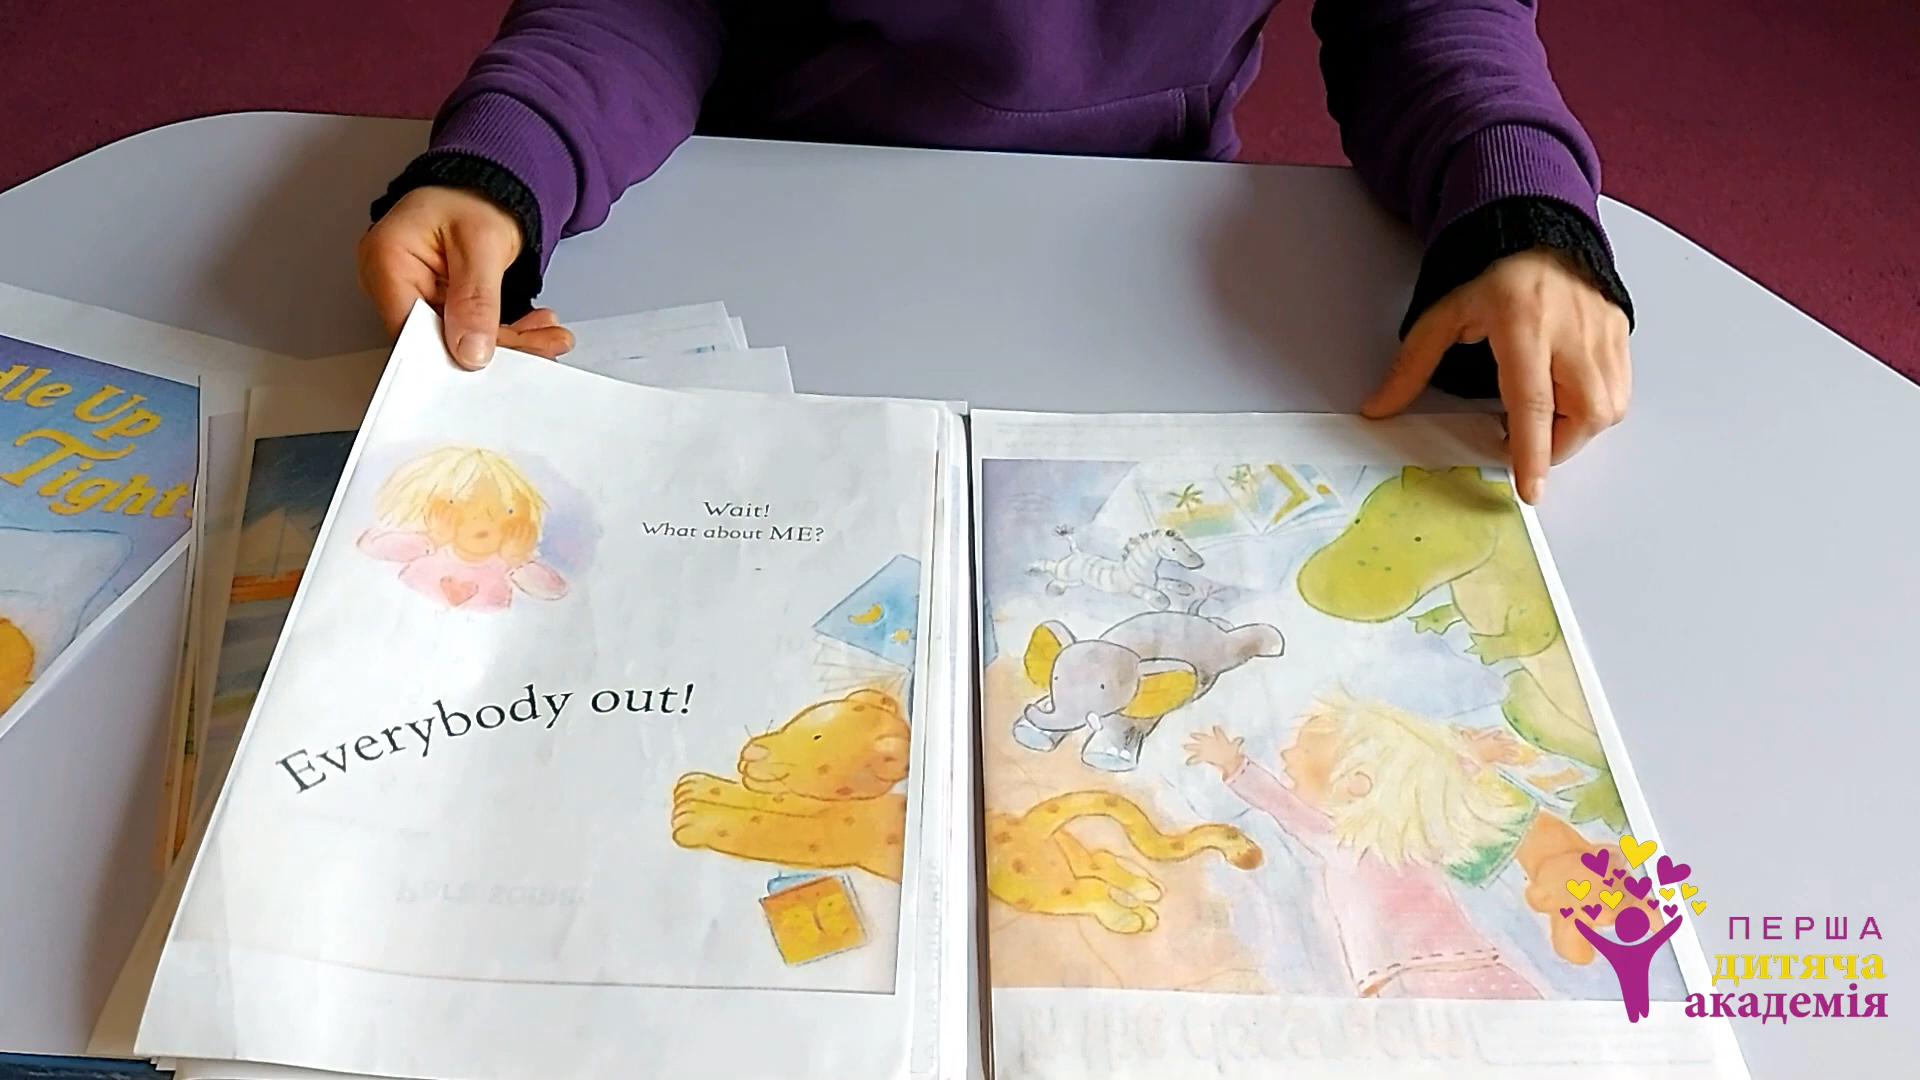 dle Up
Tight
Wait!
What about ME?
Everybody out!
ПЕРША
дитяча
академія